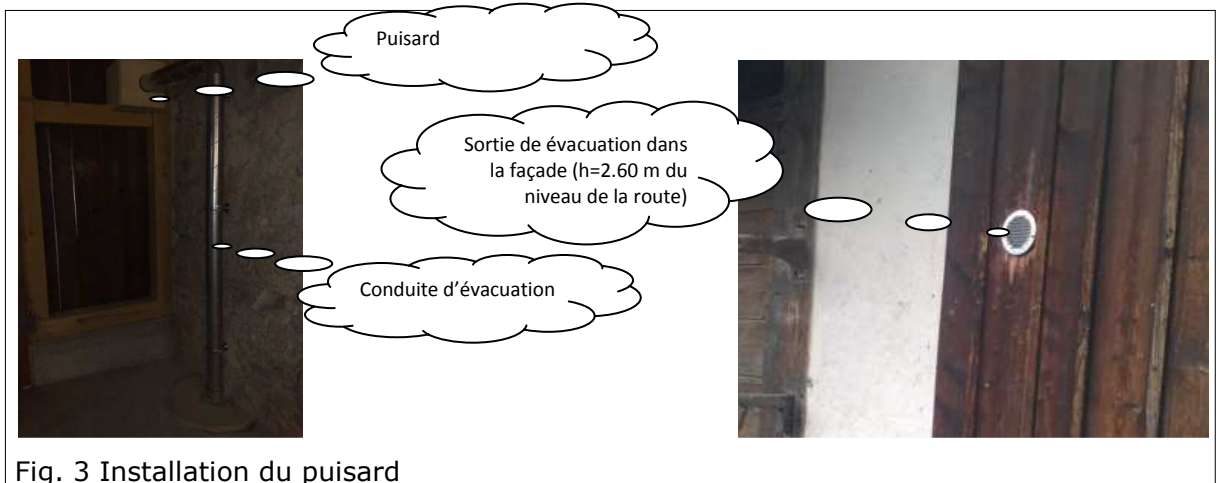 Puisard
Sortie de évacuation dans
la façade (h=2.60 m du
niveau de la route)
Conduite d'évacuation
Fig. 3 Installation du puisard